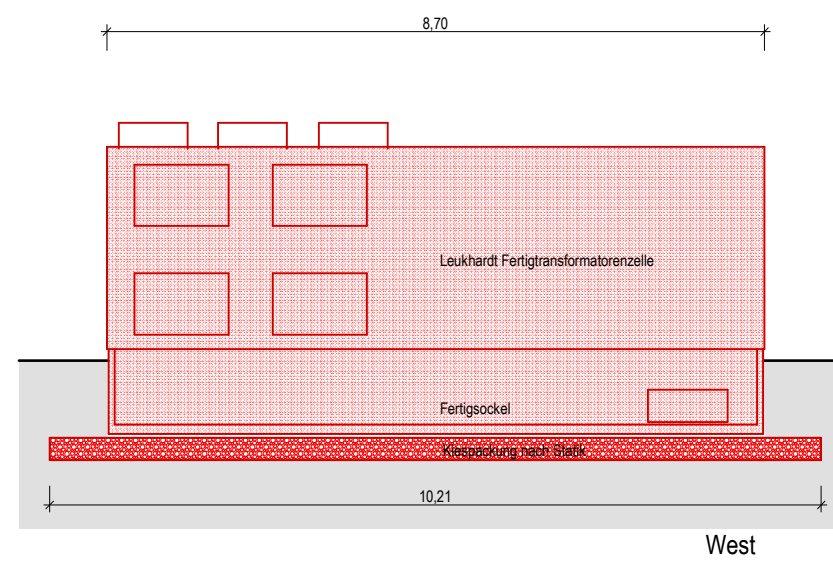 8,70
Leukhardt Fertigtransformatorenzelle
Fertigsockel
Kiespackung nach Statik
10,21
West